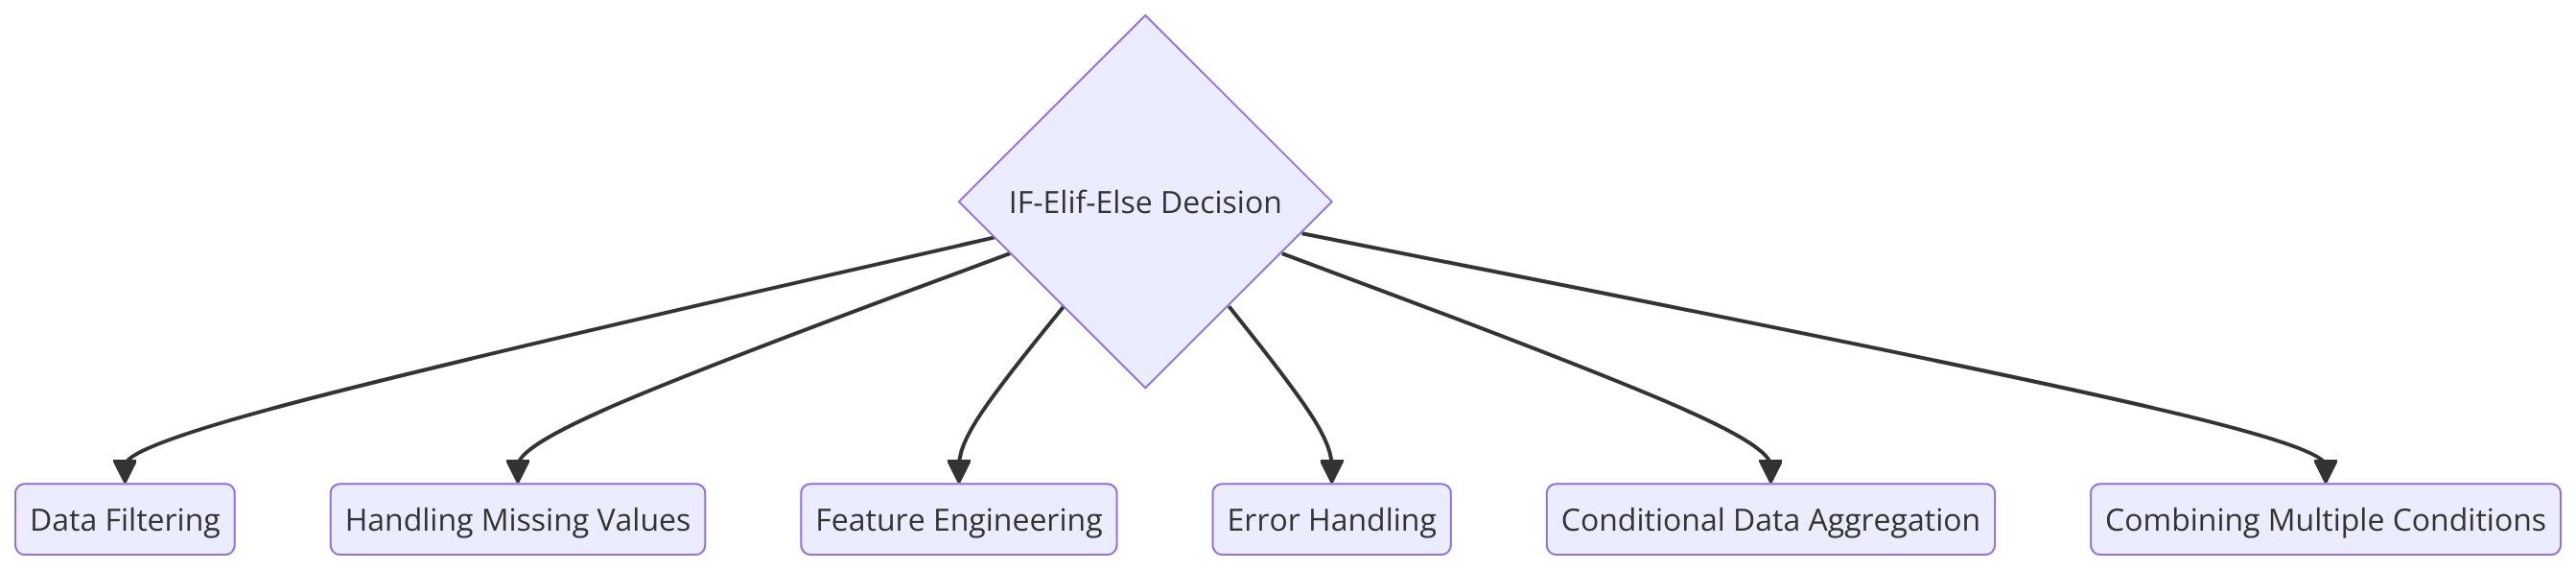 IF-Elif-Else Decision
Data Filtering
Handling Missing Values
Feature Engineering
Error Handling
Conditional Data Aggregation
Combining Multiple Conditions